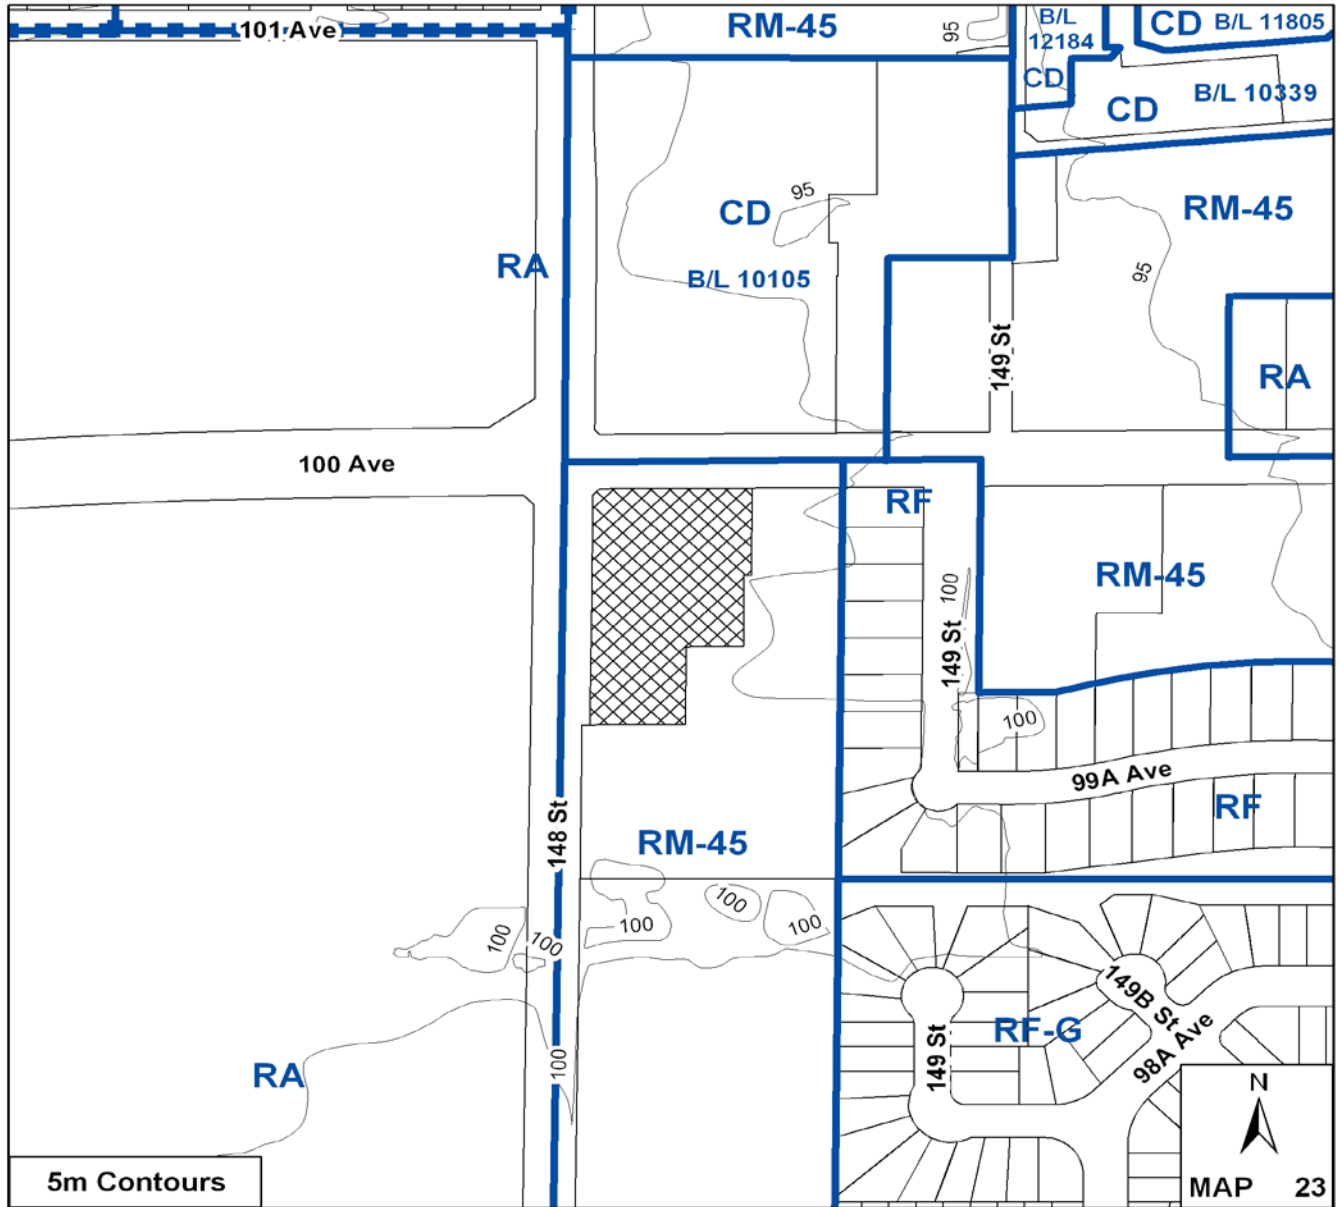 101 Ave
RM-45
95
B/L
12184
CD
CD
B/L 11805
CD
B/L 10339
RA
CD
95
B/L 10105
RM-45
95
149 St
RA
100 Ave
RF
100
149 St
RM-45
100
99A Ave
RF
148 St
RM-45
100
100
100
100
100
100
RA
149 St
RF-G
149B St
98A Ave
5m Contours
N
MAP 23